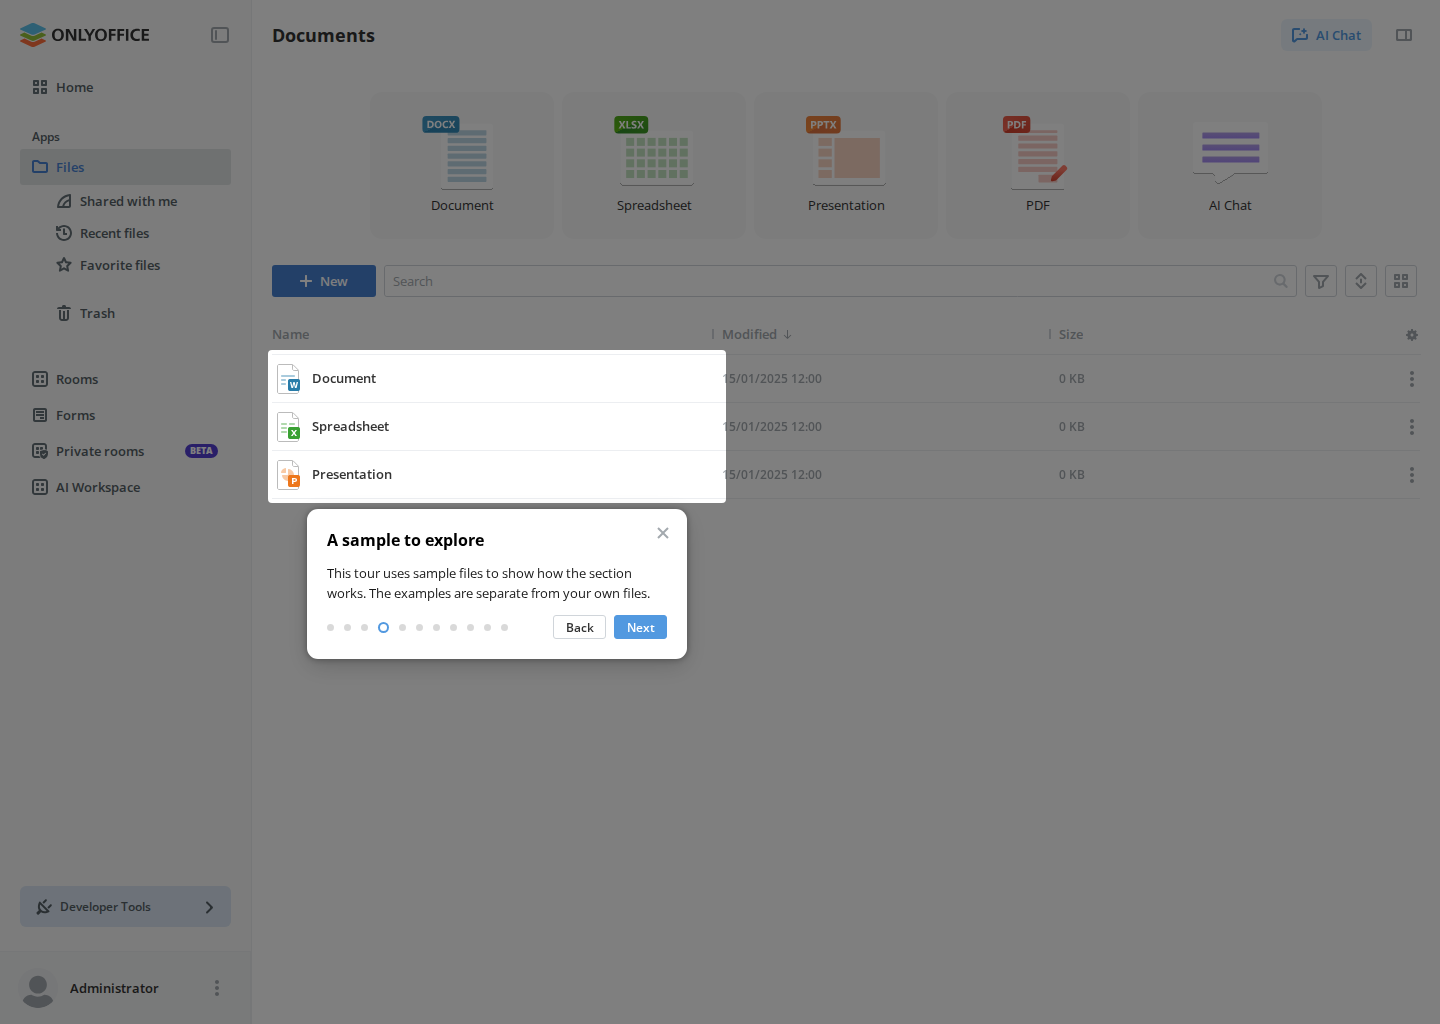 ONLYOFFICE
Home
Apps
Files
Shared with me
Recent files
Favorite files
Trash
Rooms
Forms
Private rooms BETA
AI Workspace
Developer Tools
Administrator
Documents
AI Chat
DOCX
Document
XLSX
Spreadsheet
PPTX
Presentation
PDF
PDF
AI Chat
New
Search
Name Modified Size
W Document 15/01/2025 12:00 0 KB
X Spreadsheet 15/01/2025 12:00 0 KB
P Presentation 15/01/2025 12:00 0 KB
A sample to explore
This tour uses sample files to show how the section
works. The examples are separate from your own files.
Back Next